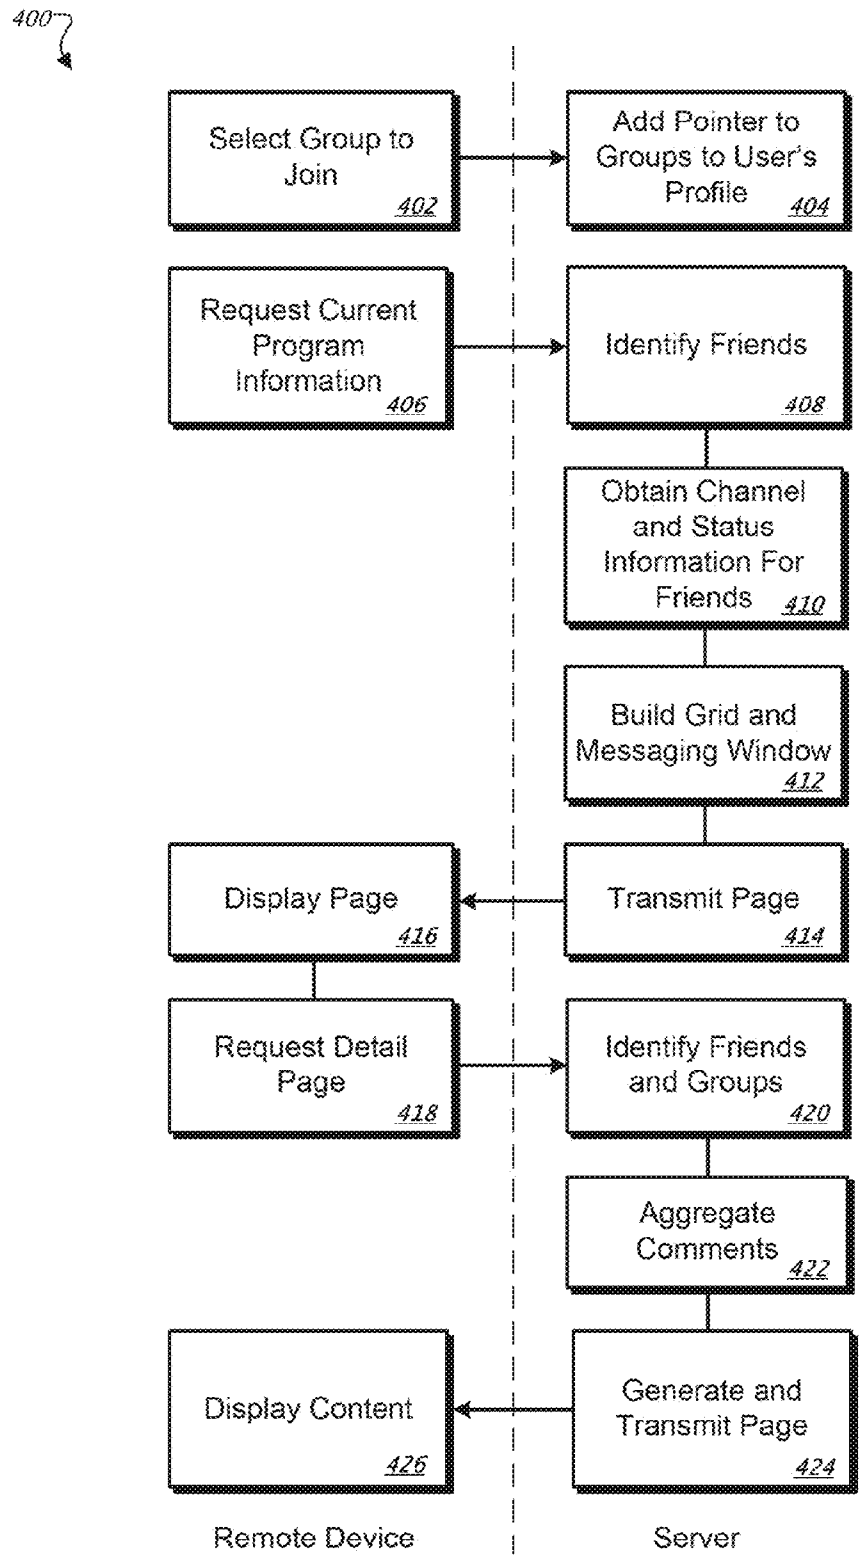 400
Select Group to
Join
402
Add Pointer to
Groups to User's
Profile
404
Request Current
Program
Information
406
Identify Friends
408
Obtain Channel
and Status
Information For
Friends
410
Build Grid and
Messaging Window
412
Display Page
416
Transmit Page
414
Request Detail
Page
418
Identify Friends
and Groups
420
Aggregate
Comments
422
Display Content
426
Generate and
Transmit Page
424
Remote Device
Server